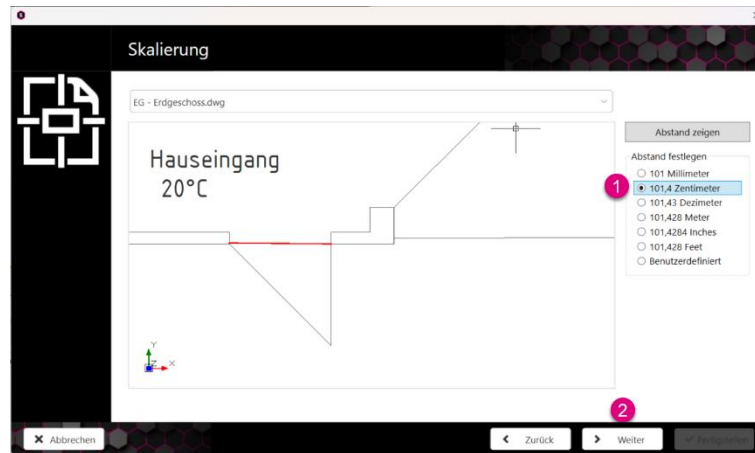 Skalierung
EG - Erdgeschoss.dwg
Abstand zeigen
Hauseingang
20°C
Abstand festlegen
101 Millimeter
1
101,4 Zentimeter
101,43 Dezimeter
101,428 Meter
101,4284 Inches
101,428 Feet
Benutzerdefiniert
Y
Z
X
2
Abbrechen
Zurück
Weiter
Fertigstellen